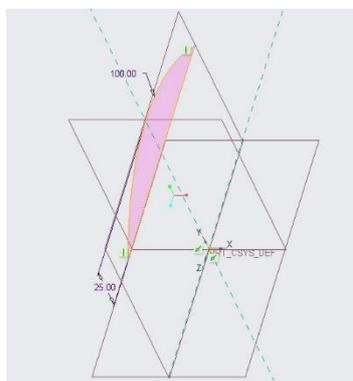 100.00
Y
X
PRT_CSYS_DEF
Z
25.00